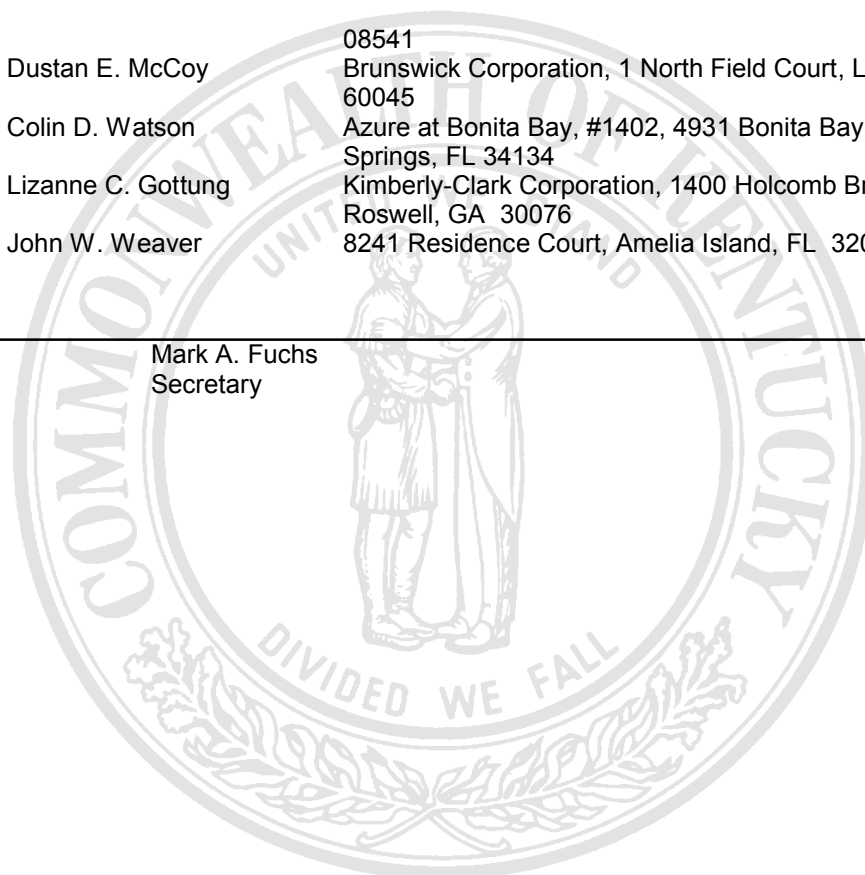 08541
Dustan E. McCoy Brunswick Corporation, 1 North Field Court, L
60045
Colin D. Watson Azure at Bonita Bay, #1402, 4931 Bonita Bay
Springs, FL 34134
Lizanne C. Gottung Kimberly-Clark Corporation, 1400 Holcomb Br
Roswell, GA 30076
John W. Weaver 8241 Residence Court, Amelia Island, FL 320
Mark A. Fuchs
Secretary
COMMONWEALTH OF KENTUCKY
UNITED WE STAND
DIVIDED WE FALL